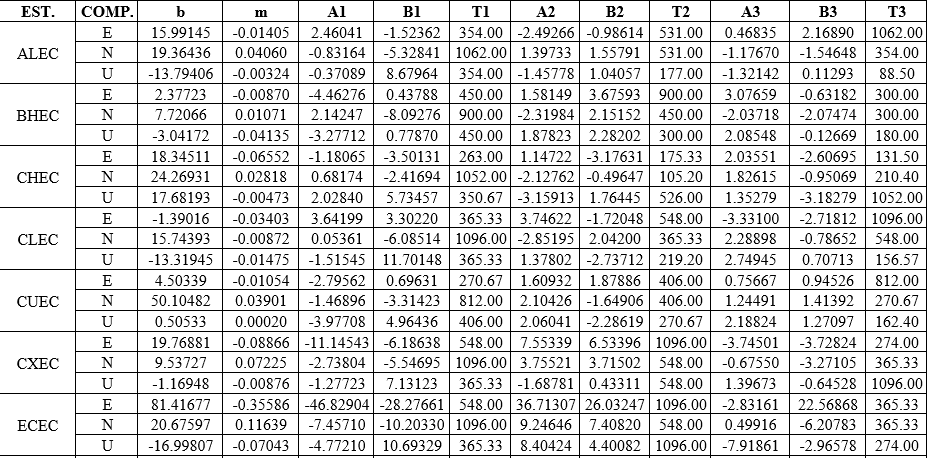 EST. COMP. b m A1 B1 T1 A2 B2 T2 A3 B3 T3
E 15.99145 -0.01405 2.46041 -1.52362 354.00 -2.49266 -0.98614 531.00 0.46835 2.16890 1062.00
ALEC N 19.36436 0.04060 -0.83164 -5.32841 1062.00 1.39733 1.55791 531.00 -1.17670 -1.54648 354.00
U -13.79406 -0.00324 -0.37089 8.67964 354.00 -1.45778 1.04057 177.00 -1.32142 0.11293 88.50
E 2.37723 -0.00870 -4.46276 0.43788 450.00 1.58149 3.67593 900.00 3.07659 -0.63182 300.00
BHEC N 7.72066 0.01071 2.14247 -8.09276 900.00 -2.31984 2.15152 450.00 -2.03718 -2.07474 300.00
U -3.04172 -0.04135 -3.27712 0.77870 450.00 1.87823 2.28202 300.00 2.08548 -0.12669 180.00
E 18.34511 -0.06552 -1.18065 -3.50131 263.00 1.14722 -3.17631 175.33 2.03551 -2.60695 131.50
CHEC N 24.26931 0.02818 0.68174 -2.41694 1052.00 -2.12762 -0.49647 105.20 1.82615 -0.95069 210.40
U 17.68193 -0.00473 2.02840 5.73457 350.67 -3.15913 1.76445 526.00 1.35279 -3.18279 1052.00
E -1.39016 -0.03403 3.64199 3.30220 365.33 3.74622 -1.72048 548.00 -3.33100 -2.71812 1096.00
CLEC N 15.74393 -0.00872 0.05361 -6.08514 1096.00 -2.85195 2.04200 365.33 2.28898 -0.78652 548.00
U -13.31945 -0.01475 -1.51545 11.70148 365.33 1.37802 -2.73712 219.20 2.74945 0.70713 156.57
E 4.50339 -0.01054 -2.79562 0.69631 270.67 1.60932 1.87886 406.00 0.75667 0.94526 812.00
CUEC N 50.10482 0.03901 -1.46896 -3.31423 812.00 2.10426 -1.64906 406.00 1.24491 1.41392 270.67
U 0.50533 0.00020 -3.97708 4.96436 406.00 2.06041 -2.28619 270.67 2.18824 1.27097 162.40
E 19.76881 -0.08866 -11.14543 -6.18638 548.00 7.55339 6.53396 1096.00 -3.74501 -3.72824 274.00
CXEC N 9.53727 0.07225 -2.73804 -5.54695 1096.00 3.75521 3.71502 548.00 -0.67550 -3.27105 365.33
U -1.16948 -0.00876 -1.27723 7.13123 365.33 -1.68781 0.43311 548.00 1.39673 -0.64528 1096.00
E 81.41677 -0.35586 -46.82904 -28.27661 548.00 36.71307 26.03247 1096.00 -2.83161 22.56868 365.33
ECEC N 20.67597 0.11639 -7.45710 -10.20330 1096.00 9.24646 7.40820 548.00 0.49916 -6.20783 365.33
U -16.99807 -0.07043 -4.77210 10.69329 365.33 8.40424 4.40082 1096.00 -7.91861 -2.96578 274.00